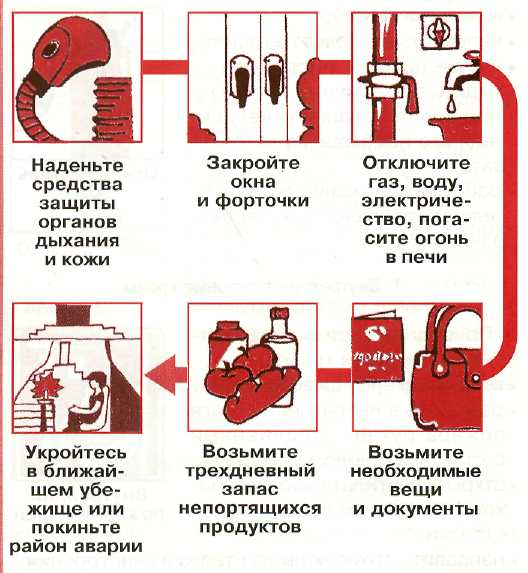 Наденьте
средства
защиты
органов
дыхания
и кожи
Закройте
окна
и форточки
Отключите
газ, воду,
электриче-
ство, пога-
сите огонь
в печи
Возьмите
необходимые
вещи
и документы
Возьмите
трехдневный
запас
непортящихся
продуктов
Укройтесь
в ближай-
шем убе-
жище или
покиньте
район аварии